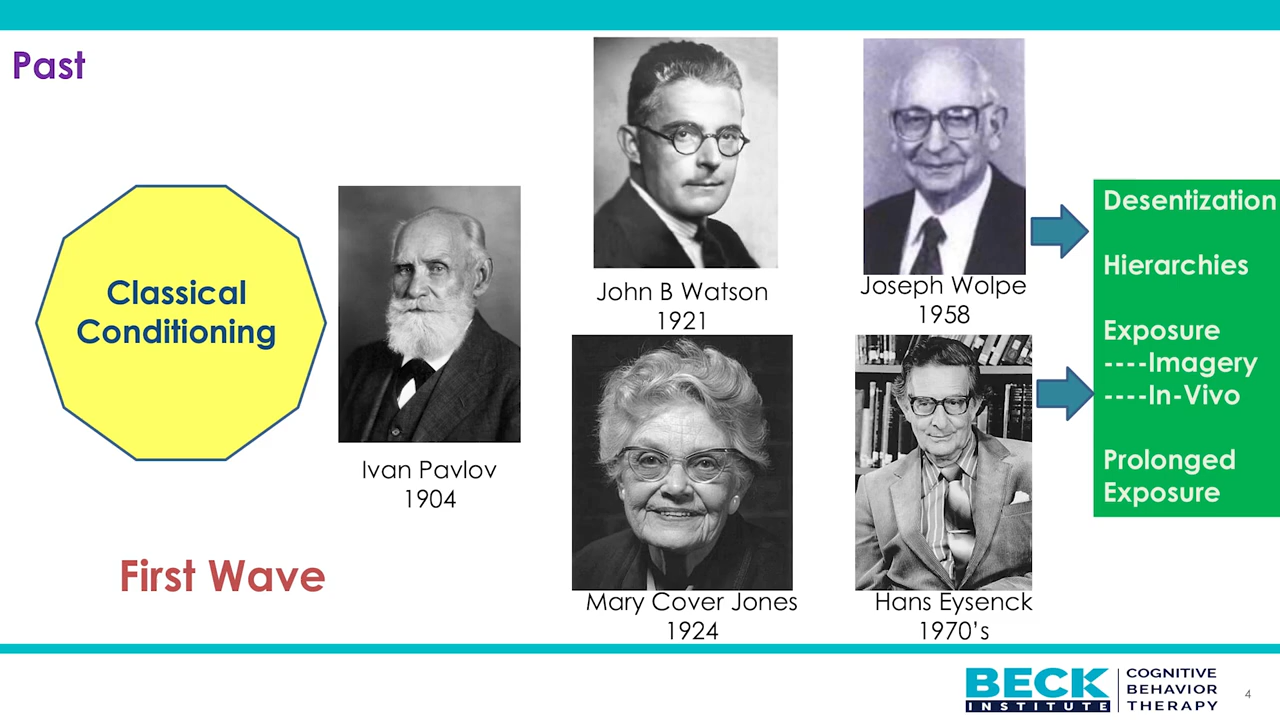 Past
Classical
Conditioning
First Wave
Ivan Pavlov
1904
John B Watson
1921
Mary Cover Jones
1924
Joseph Wolpe
1958
Hans Eysenck
1970’s
Desentization
Hierarchies
Exposure
----Imagery
----In-Vivo
Prolonged
Exposure
BECK
INSTITUTE
COGNITIVE
BEHAVIOR
THERAPY
4